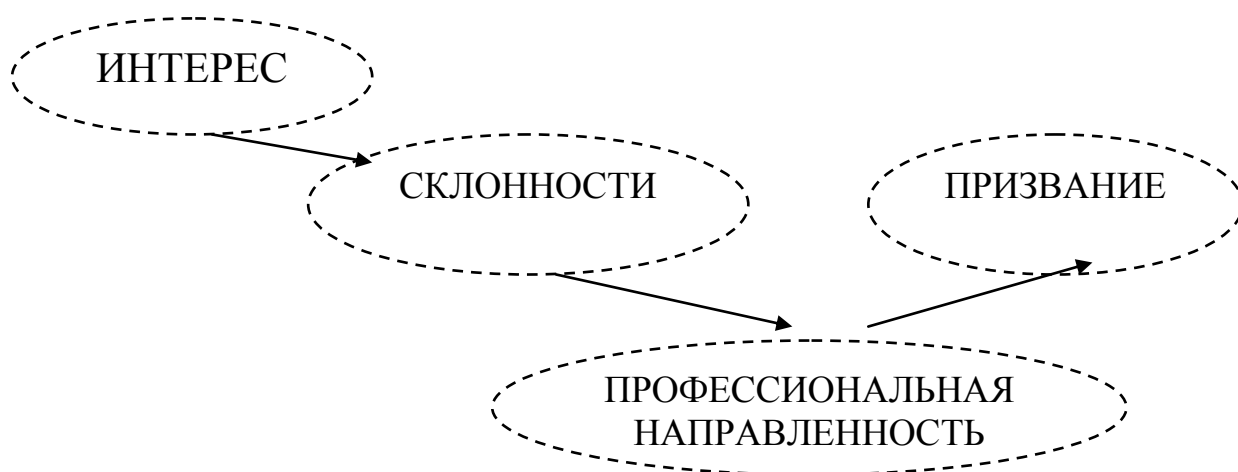 ИНТЕРЕС
СКЛОННОСТИ
ПРИЗВАНИЕ
ПРОФЕССИОНАЛЬНАЯ
НАПРАВЛЕННОСТЬ